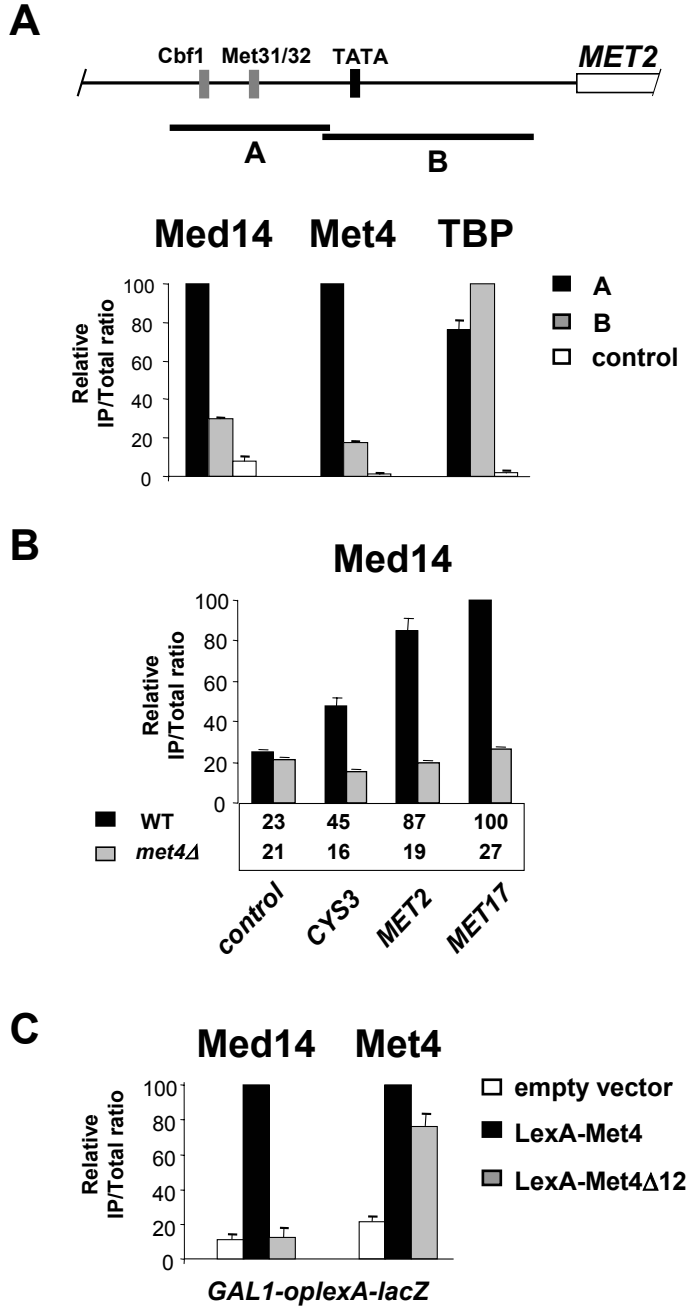 A
Cbf1 Met31/32 TATA MET2
A
B
Med14 Met4 TBP
Relative
IP/Total ratio
100
80
60
40
20
0
A
B
control
B
Med14
Relative
IP/Total ratio
100
80
60
40
20
0
WT 23 45 87 100
met4Δ 21 16 19 27
control CYS3 MET2 MET17
C
Med14 Met4
Relative
IP/Total ratio
100
80
60
40
20
0
empty vector
LexA-Met4
LexA-Met4Δ12
GAL1-oplexA-lacZ